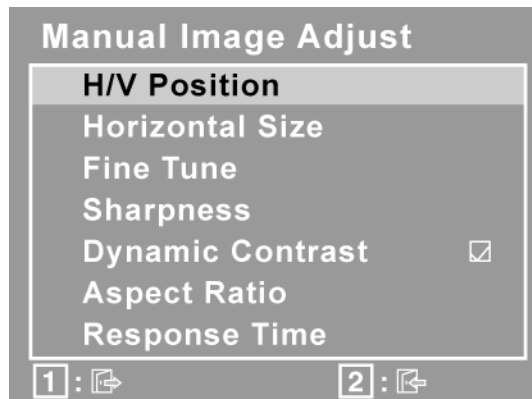 Manual Image Adjust
H/V Position
Horizontal Size
Fine Tune
Sharpness
Dynamic Contrast
Aspect Ratio
Response Time
1 : 2 :